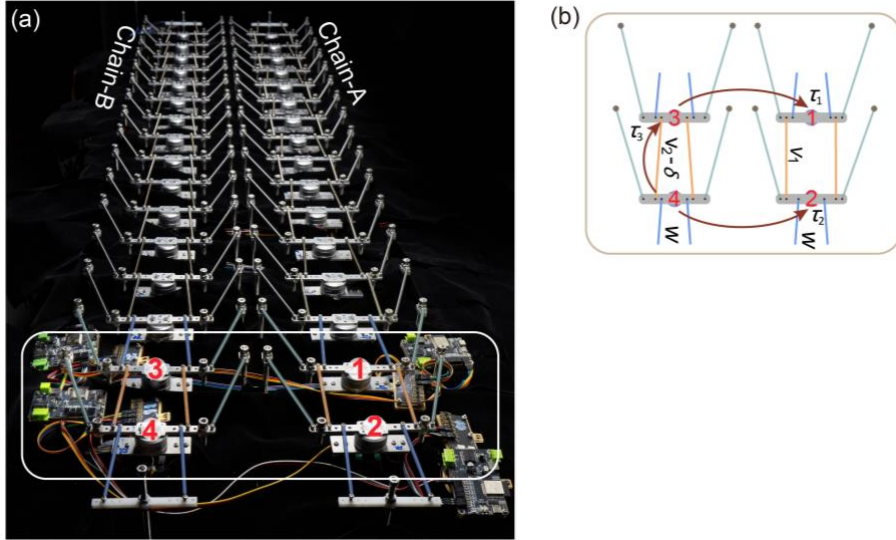 (a)
Chain-B
Chain-A
3
1
4
2
(b)
3
τ₁
1
τ₃
V₂ - δ
V₁
4
2
τ₂
W
W